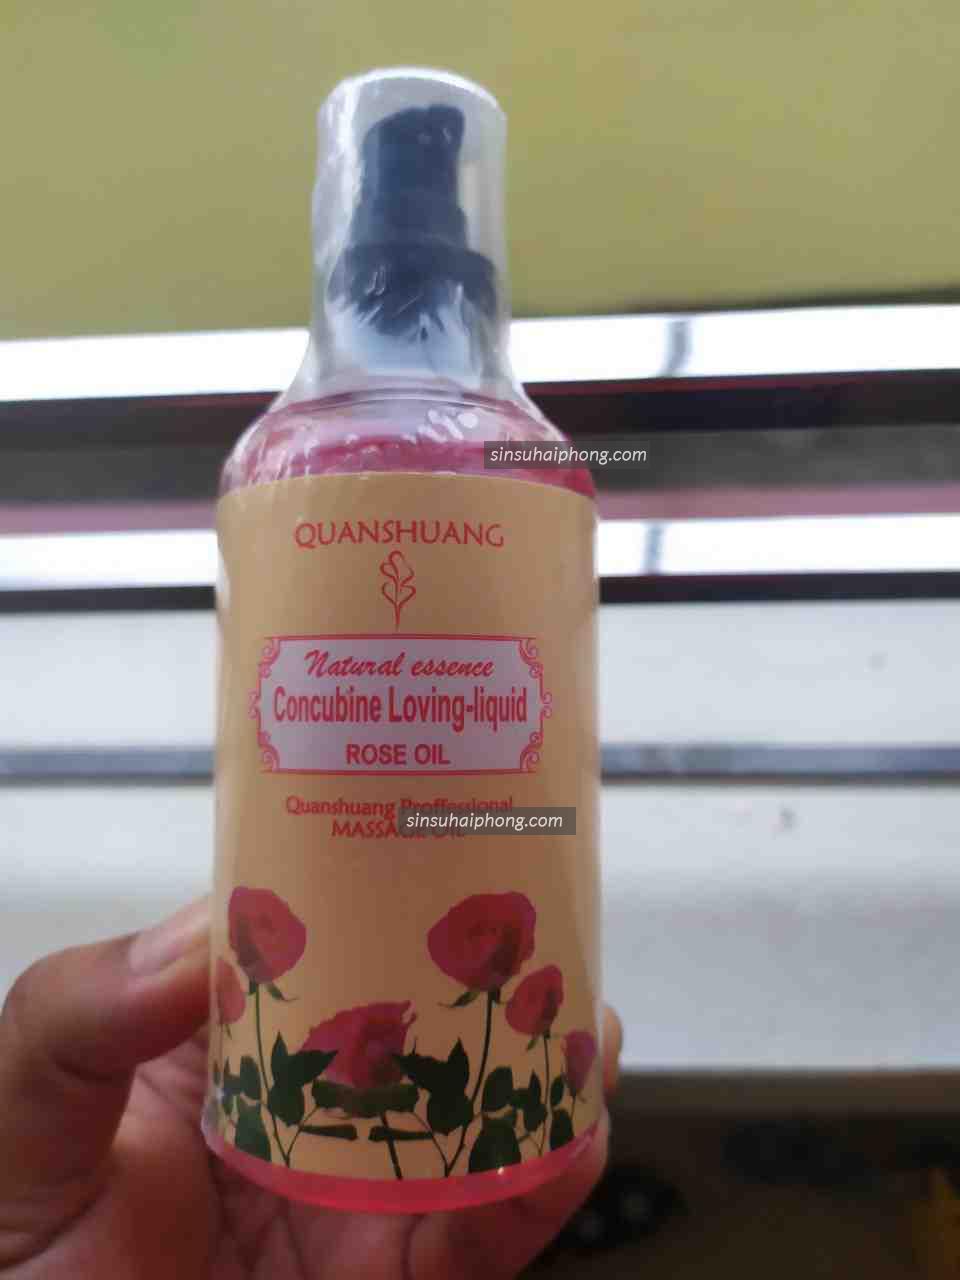 sinsuhaiphong.com
QUANSHUANG
Natural essence
Concubine Loving-liquid
ROSE OIL
Quanshuang Proffessional
MASSAGE OIL
sinsuhaiphong.com